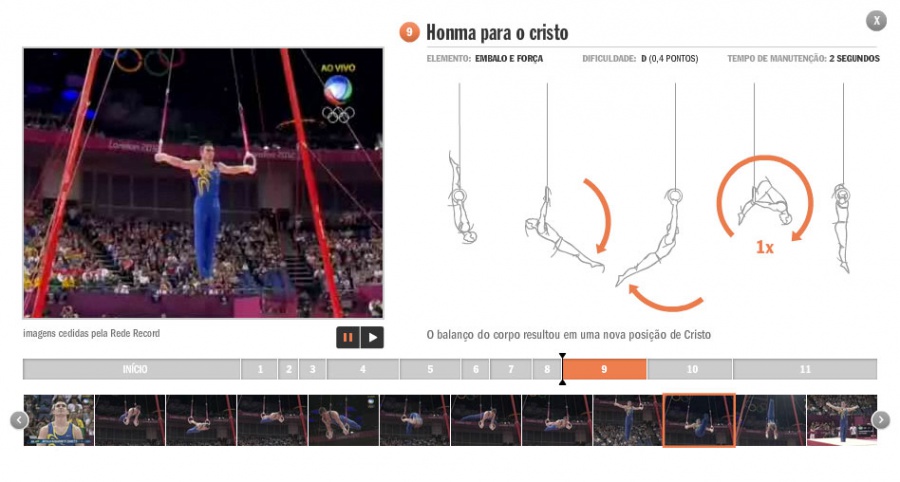 9 Honma para o cristo
X
ELEMENTO: EMBALO E FORÇA DIFICULDADE: D (0,4 PONTOS) TEMPO DE MANUTENÇÃO: 2 SEGUNDOS
AO VIVO
London 2012 London 2012
1x
imagens cedidas pela Rede Record
O balanço do corpo resultou em uma nova posição de Cristo
INÍCIO 1 2 3 4 5 6 7 8 9 10 11